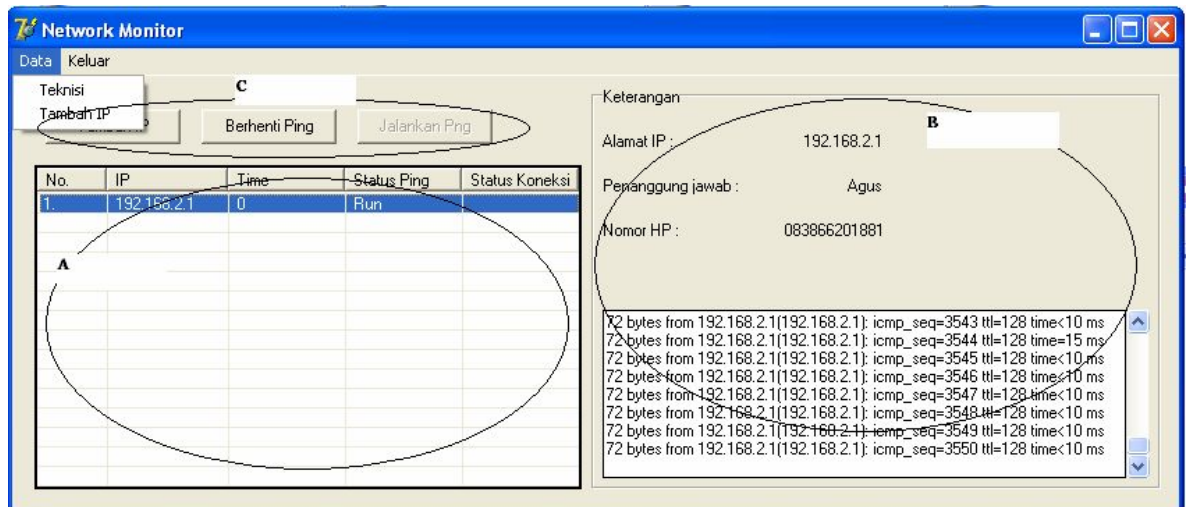 Network Monitor
Data Keluar
Teknisi
Tambah IP
C
Berhenti Ping Jalankan Png
No. IP Time Status Ping Status Koneksi
1. 192.168.2.1 0 Run
A
Keterangan
B
Alamat IP : 192.168.2.1
Penanggung jawab : Agus
Nomor HP : 083866201881
72 bytes from 192.168.2.1(192.168.2.1): icmp_seq=3543 ttl=128 time<10 ms
72 bytes from 192.168.2.1(192.168.2.1): icmp_seq=3544 ttl=128 time=15 ms
72 bytes from 192.168.2.1(192.168.2.1): icmp_seq=3545 ttl=128 time<10 ms
72 bytes from 192.168.2.1(192.168.2.1): icmp_seq=3546 ttl=128 time<10 ms
72 bytes from 192.168.2.1(192.168.2.1): icmp_seq=3547 ttl=128 time<10 ms
72 bytes from 192.168.2.1(192.168.2.1): icmp_seq=3548 ttl=128 time<10 ms
72 bytes from 192.168.2.1(192.168.2.1): icmp_seq=3549 ttl=128 time<10 ms
72 bytes from 192.168.2.1(192.168.2.1): icmp_seq=3550 ttl=128 time<10 ms